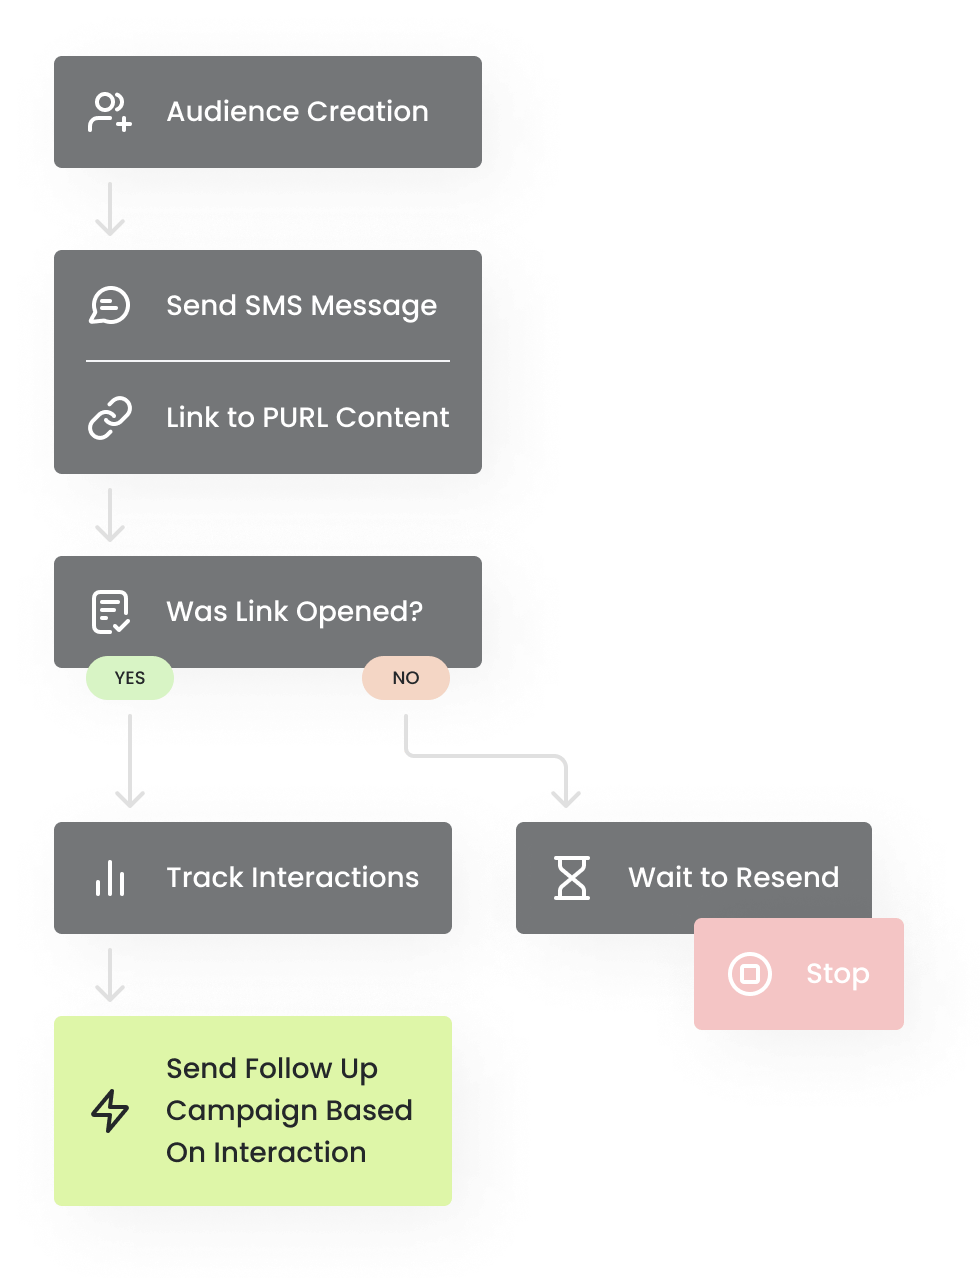 Audience Creation
Send SMS Message
Link to PURL Content
Was Link Opened?
YES
NO
Track Interactions
Wait to Resend
Stop
Send Follow Up
Campaign Based
On Interaction